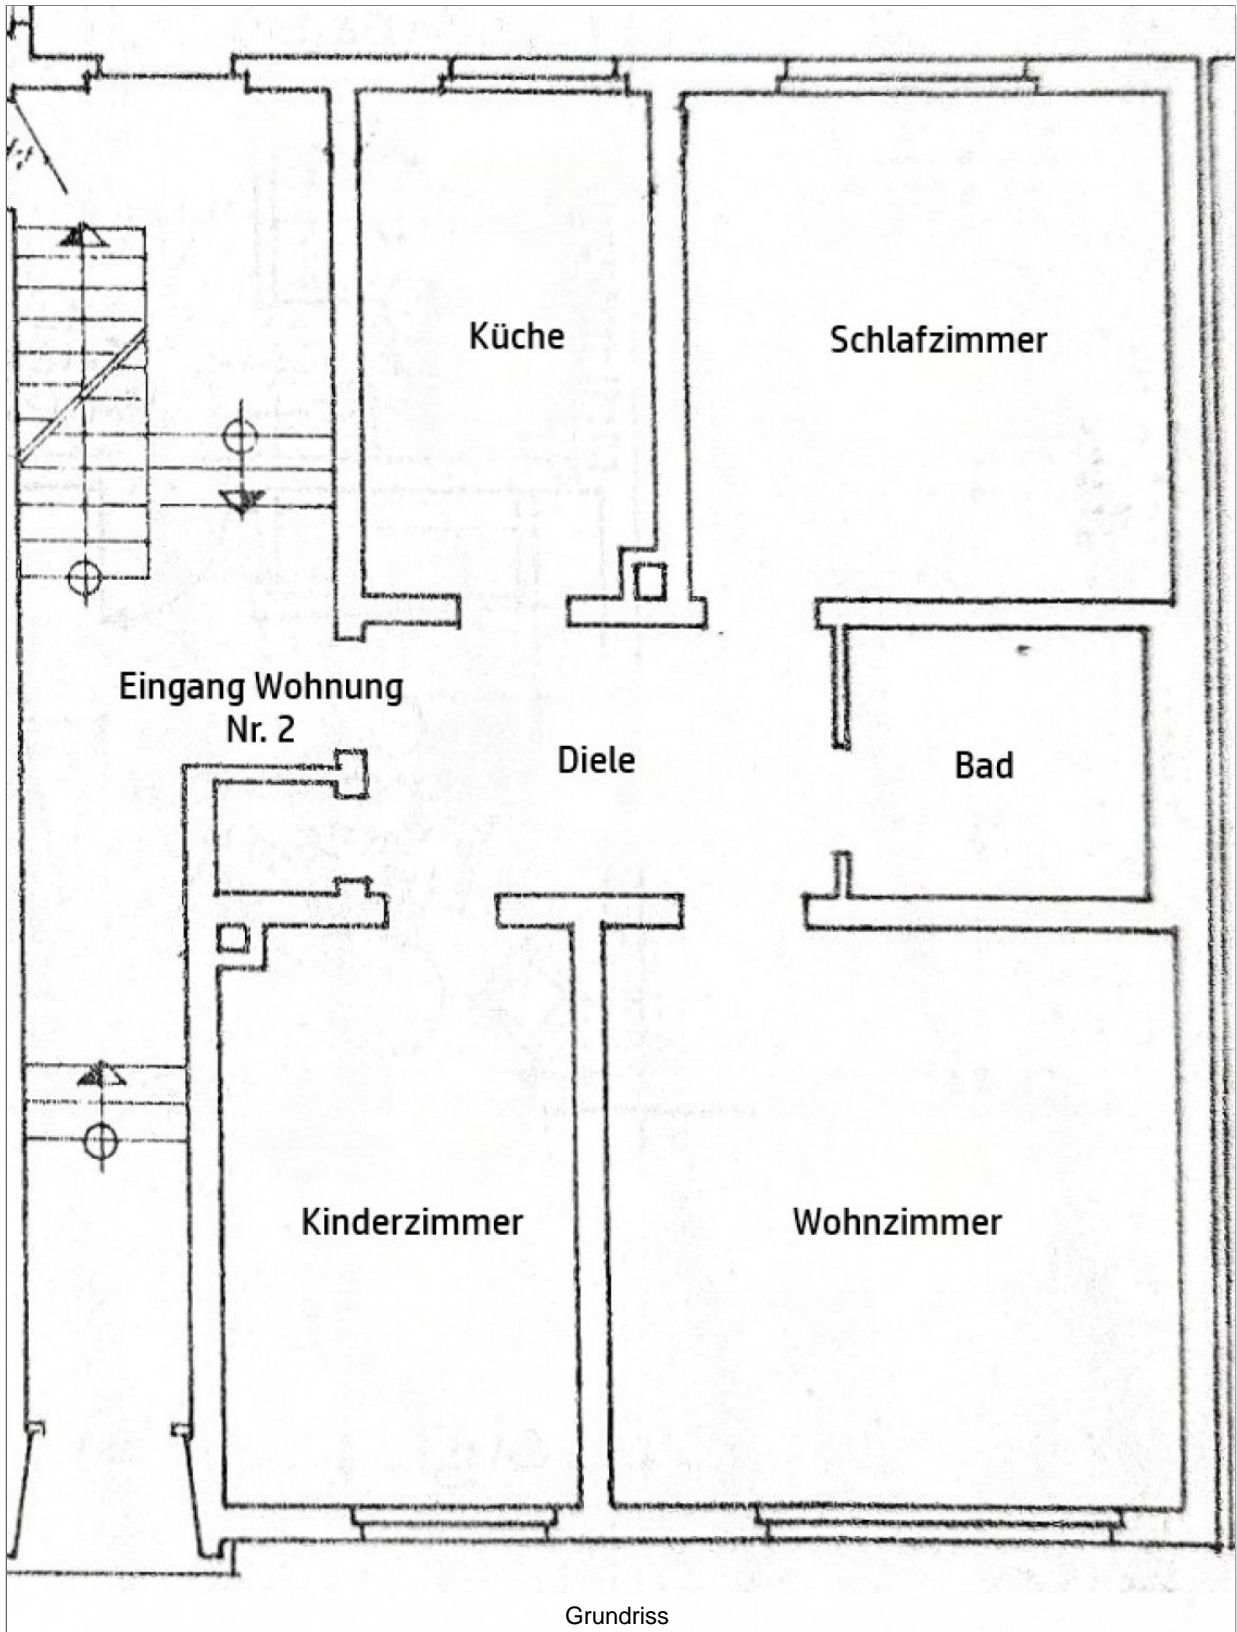 Küche
Schlafzimmer
Eingang Wohnung
Nr. 2
Diele
Bad
Kinderzimmer
Wohnzimmer
Grundriss